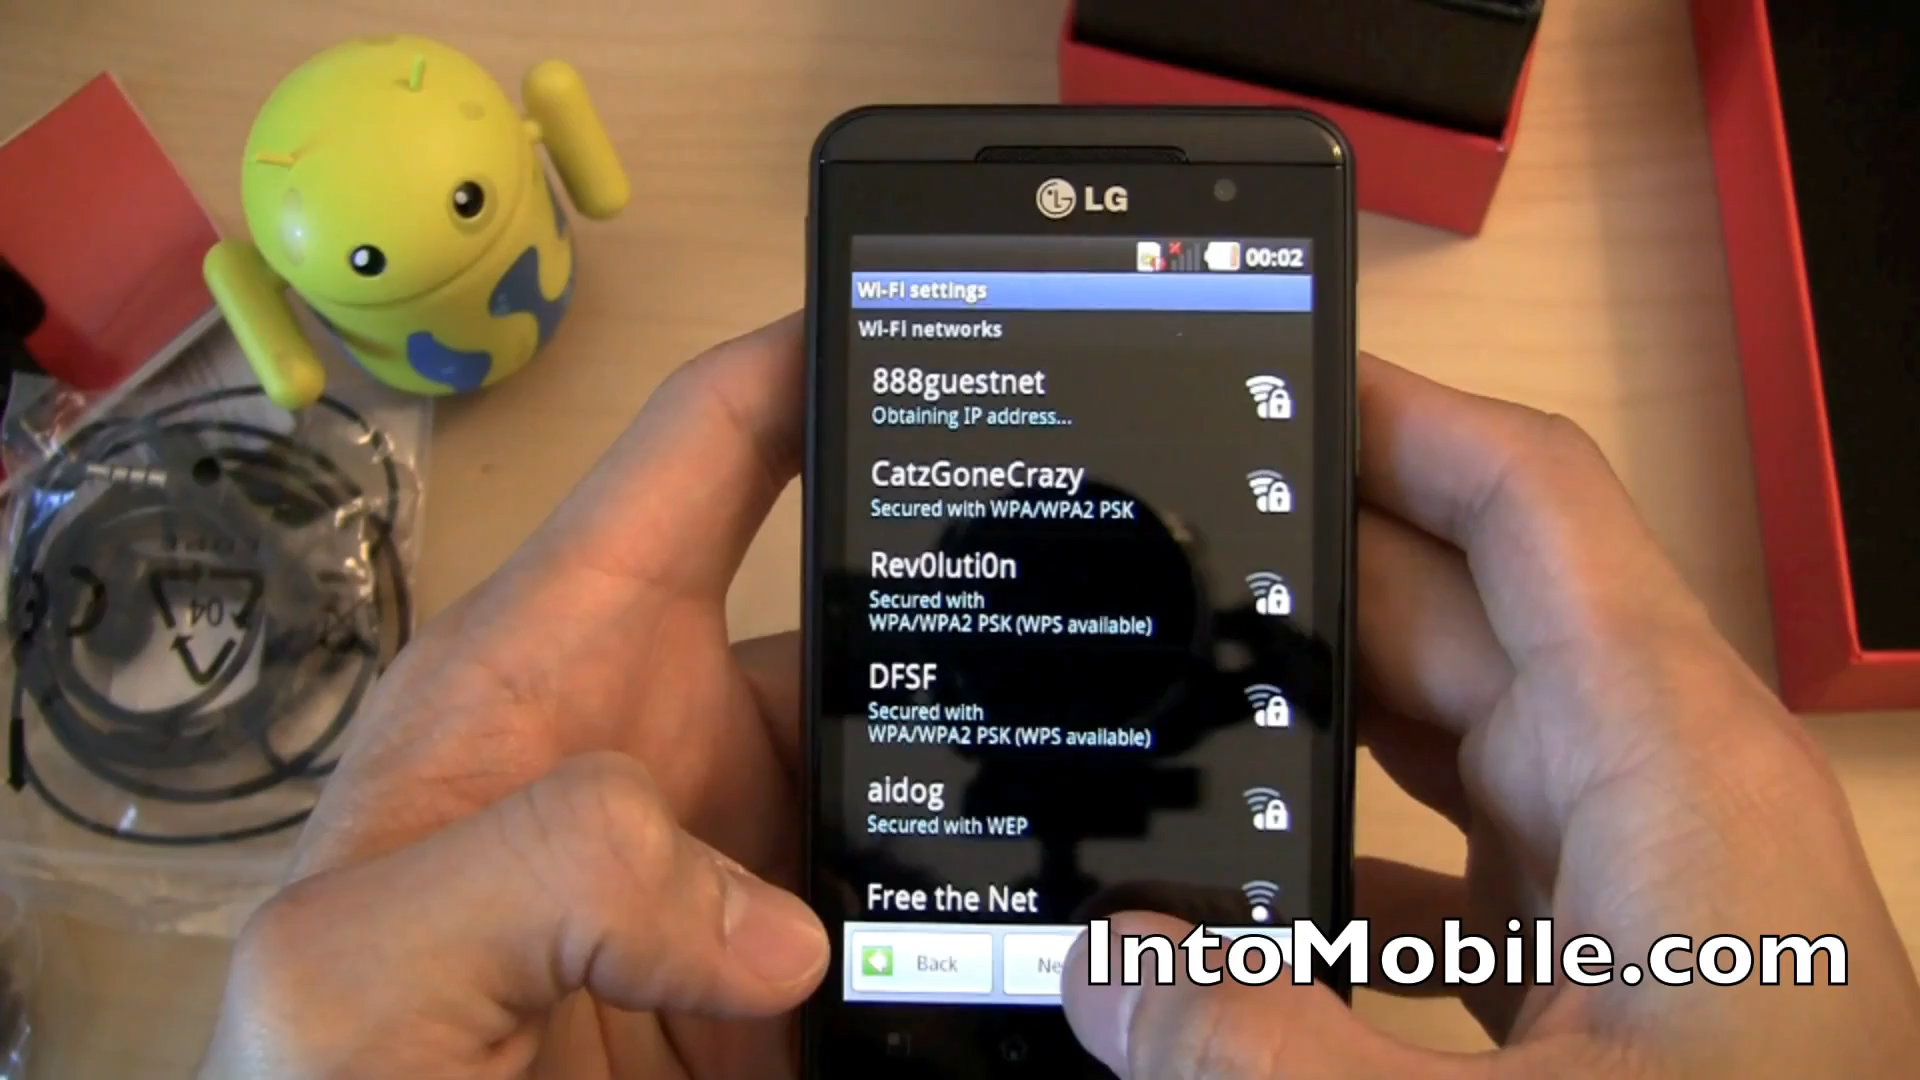 LG
00:02
Wi-Fi settings
Wi-Fi networks
888guestnet
Obtaining IP address...
CatzGoneCrazy
Secured with WPA/WPA2 PSK
Rev0luti0n
Secured with
WPA/WPA2 PSK (WPS available)
DFSF
Secured with
WPA/WPA2 PSK (WPS available)
aidog
Secured with WEP
Free the Net
Back
IntoMobile.com
04